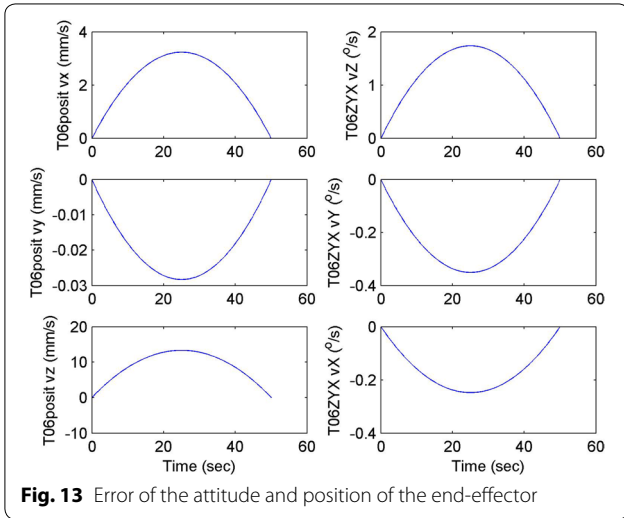 T06posit vx (mm/s)
4
2
0
0 20 40 60
T06ZYX vZ (⁰/s)
2
1
0
0 20 40 60
T06posit vy (mm/s)
0
-0.01
-0.02
-0.03
0 20 40 60
T06ZYX vY (⁰/s)
0
-0.2
-0.4
0 20 40 60
T06posit vz (mm/s)
20
10
0
-10
0 20 40 60
Time (sec)
T06ZYX vX (⁰/s)
0
-0.2
-0.4
0 20 40 60
Time (sec)
Fig. 13 Error of the attitude and position of the end-effector